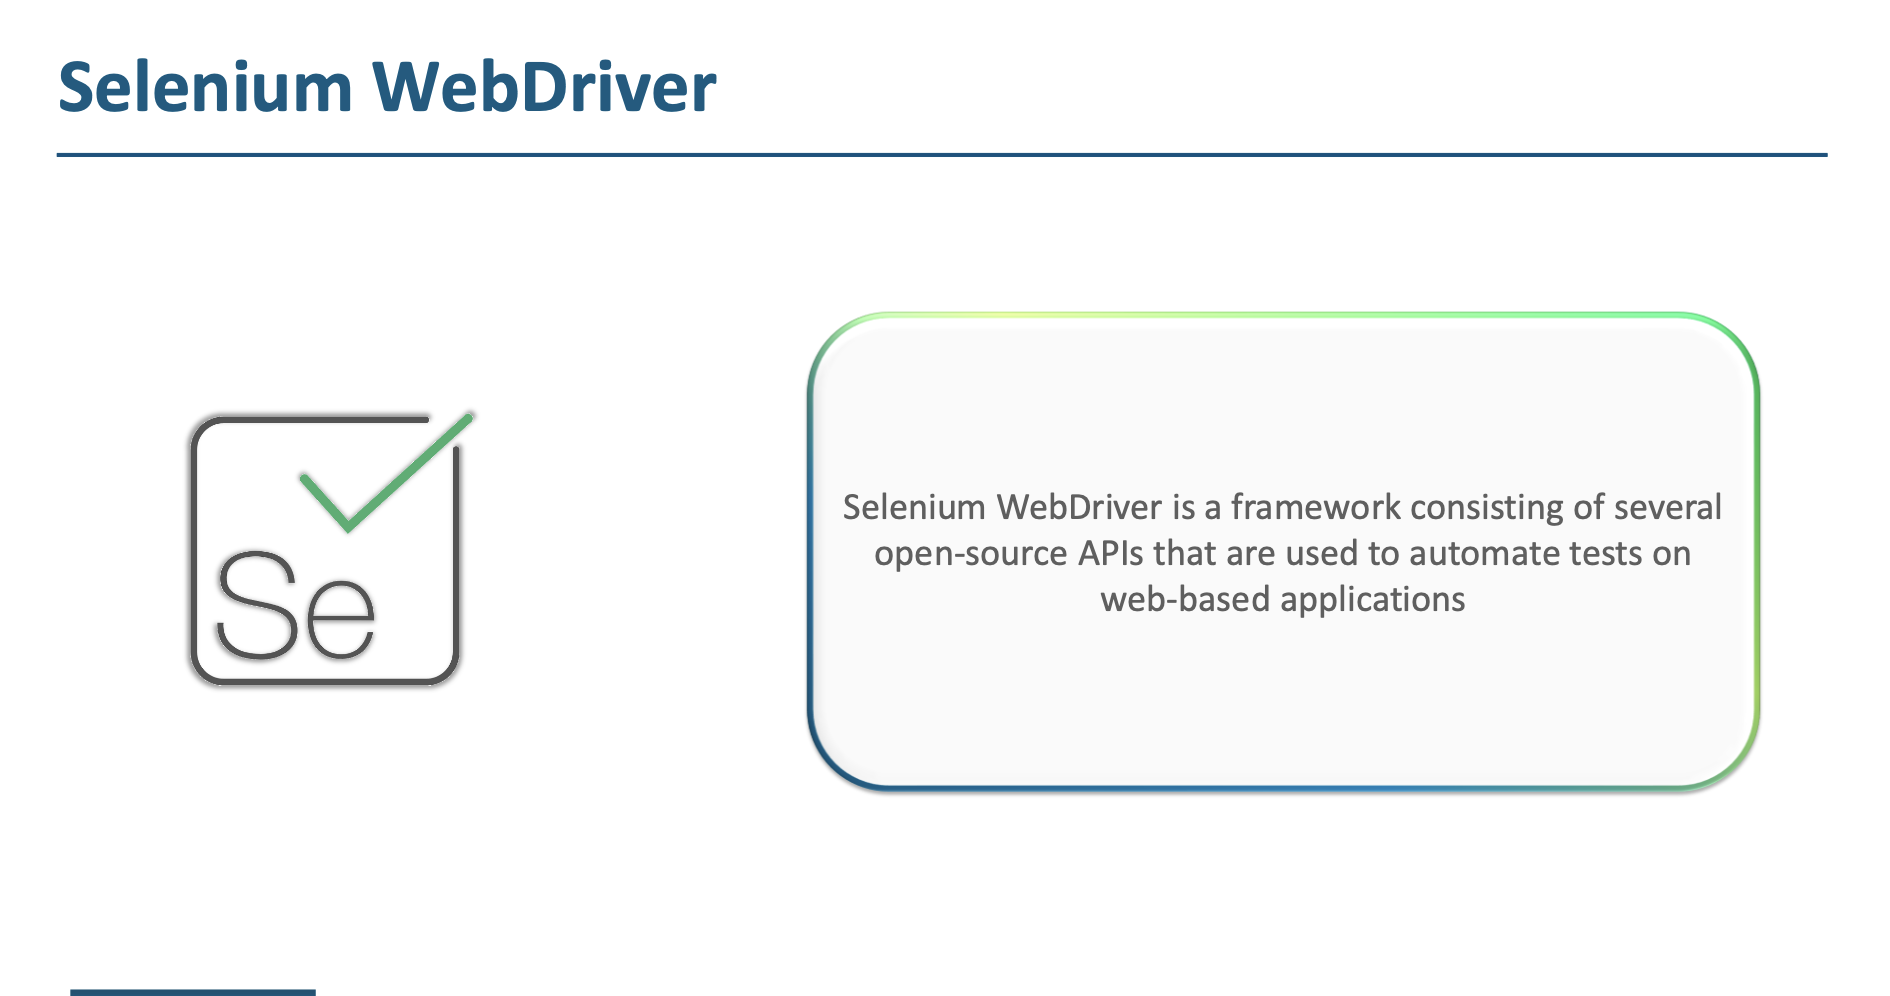 Selenium WebDriver
Se
Selenium WebDriver is a framework consisting of several
open-source APIs that are used to automate tests on
web-based applications